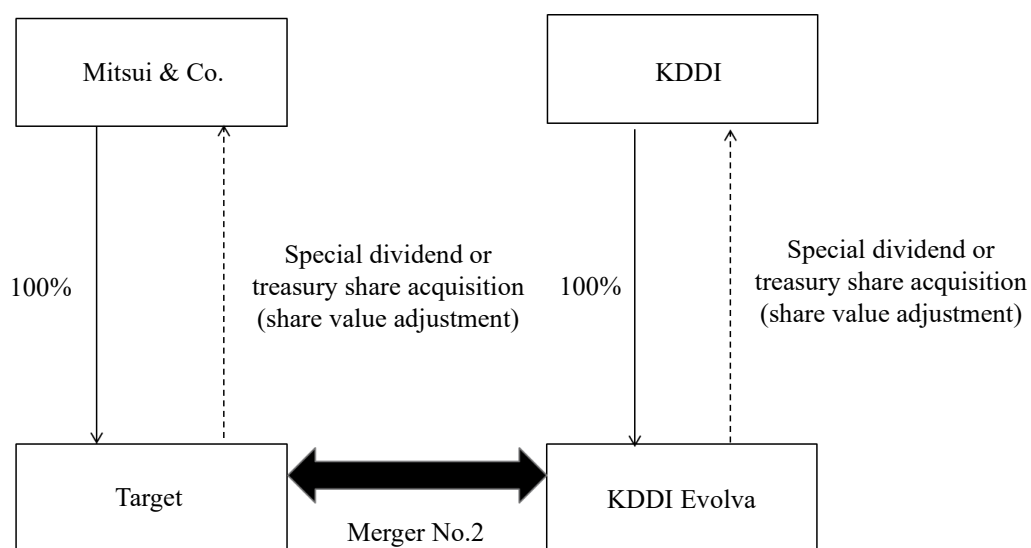 Mitsui & Co.
KDDI
100%
Special dividend or
treasury share acquisition
(share value adjustment)
100%
Special dividend or
treasury share acquisition
(share value adjustment)
Target
Merger No.2
KDDI Evolva